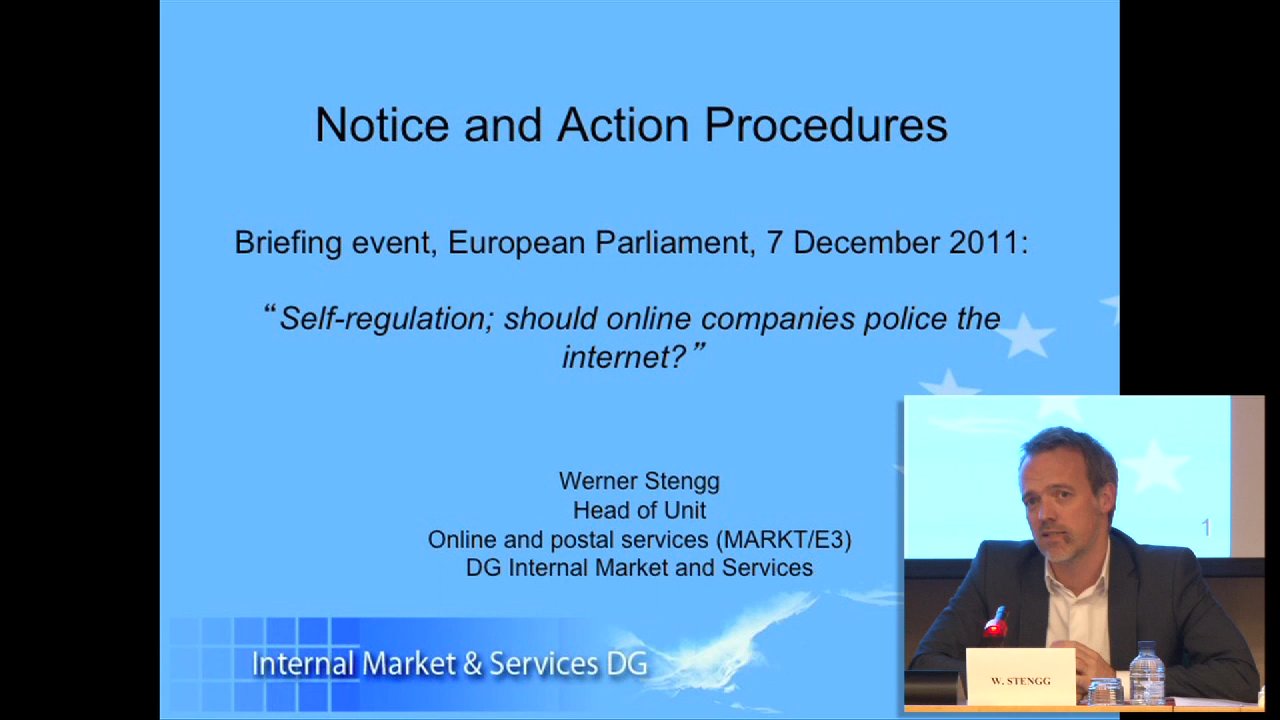 Notice and Action Procedures
Briefing event, European Parliament, 7 December 2011:
“Self-regulation; should online companies police the
internet?”
Werner Stengg
Head of Unit
Online and postal services (MARKT/E3)
DG Internal Market and Services
Internal Market & Services DG
1
W. STENGG